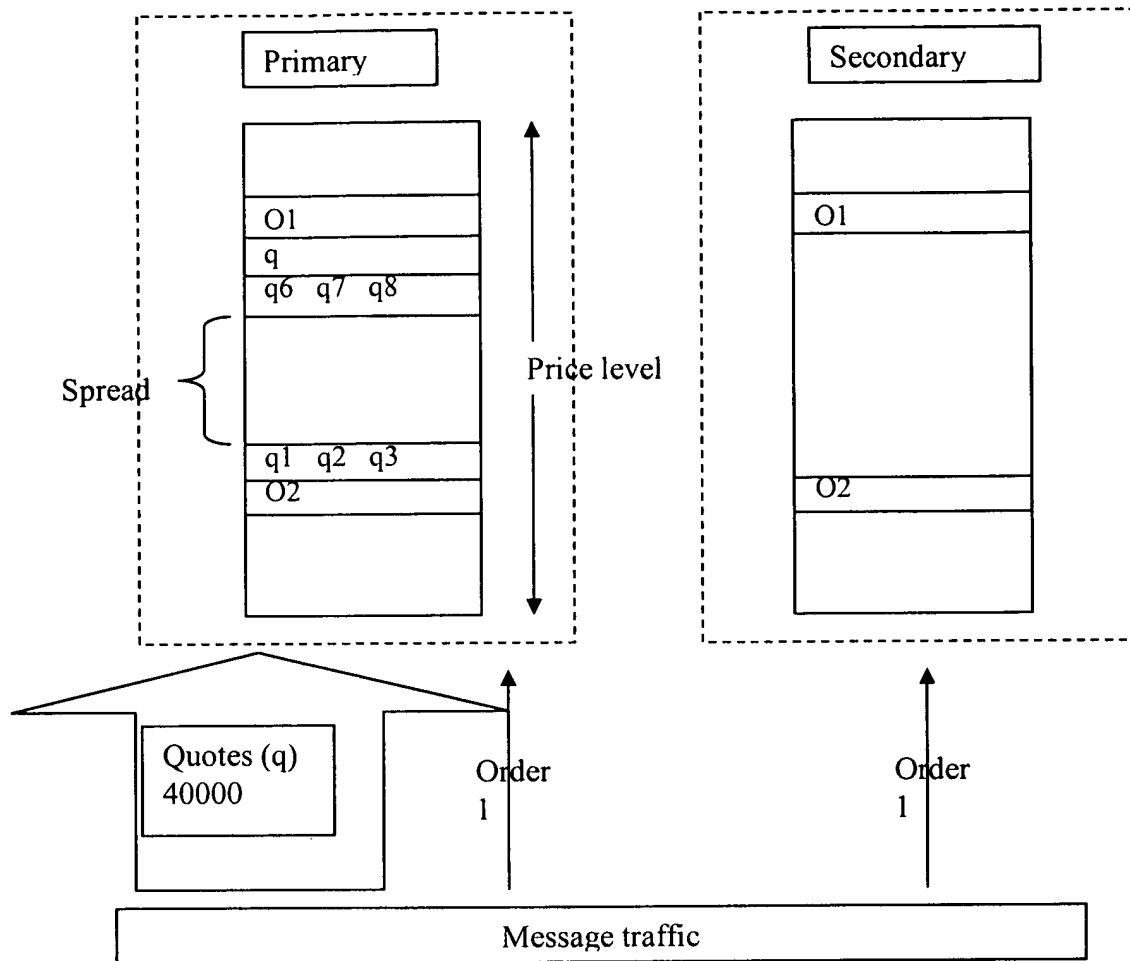 Primary
Secondary
O1
q
q6 q7 q8
Spread
Price level
q1 q2 q3
O2
O1
O2
Quotes (q)
40000
Order
1
Order
1
Message traffic